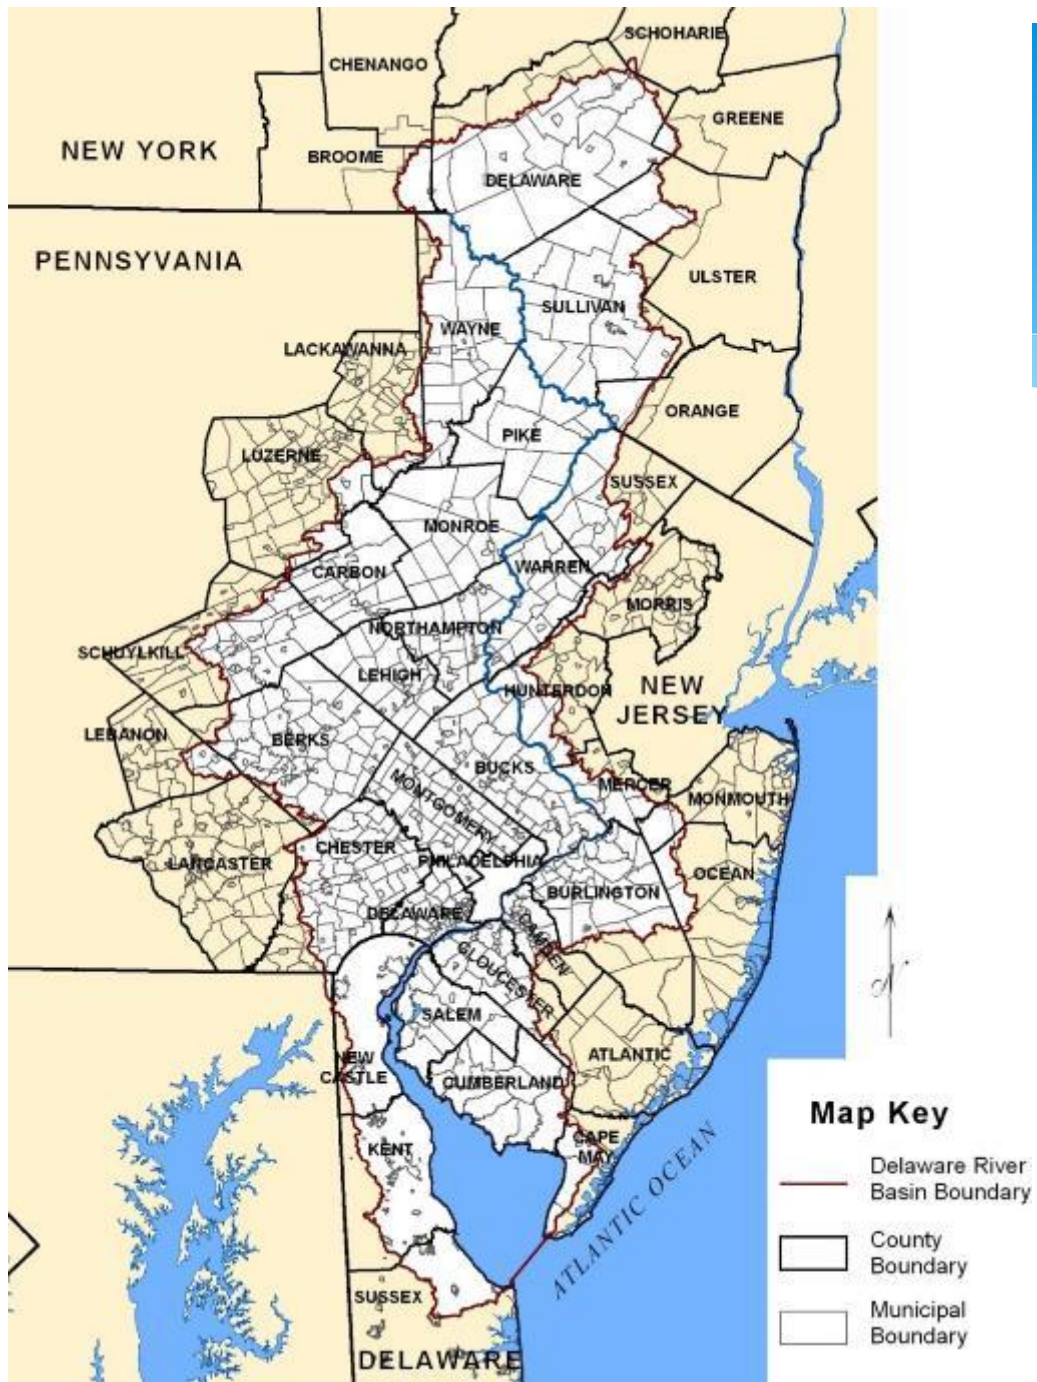 SCHOHARIE
CHENANGO
GREENE
NEW YORK
BROOME
DELAWARE
PENNSYVANIA
ULSTER
SULLIVAN
WAYNE
LACKAWANNA
ORANGE
PIKE
LUZERNE
SUSSEX
MONROE
WARREN
CARBON
MORRIS
NORTHAMPTON
SCHUYLKILL
LEHIGH
HUNTERDON
NEW
JERSEY
LEBANON
BERKS
BUCKS
MERCER
MONTGOMERY
MONMOUTH
CHESTER
PHILADELPHIA
LANCASTER
OCEAN
BURLINGTON
DELAWARE
CAMDEN
GLOUCESTER
SALEM
N
ATLANTIC
NEW
CASTLE
CUMBERLAND
KENT
CAPE
MAY
ATLANTIC OCEAN
SUSSEX
DELAWARE
Map Key
Delaware River
Basin Boundary
County
Boundary
Municipal
Boundary